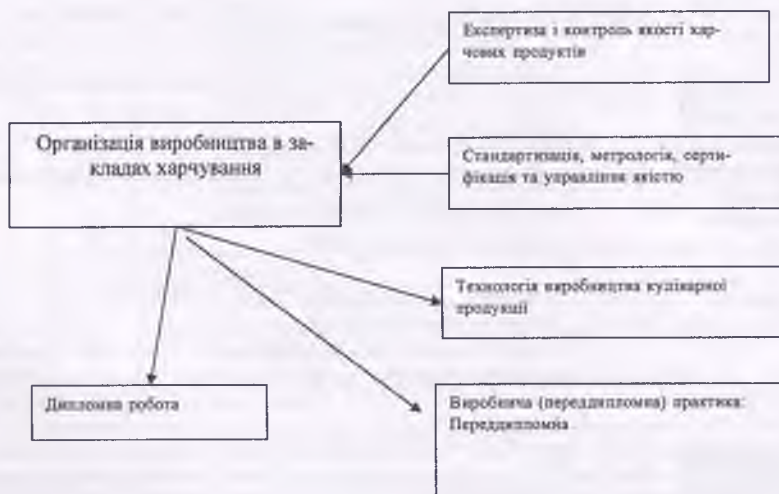 Експертиза і контроль якості хар-
чових продуктів
Організація виробництва в за-
кладах харчування
Стандартизація, метрологія, серти-
фікація та управління якістю
Технологія виробництва кулінарної
продукції
Дипломна робота
Виробнича (переддипломна) практика:
Переддипломна